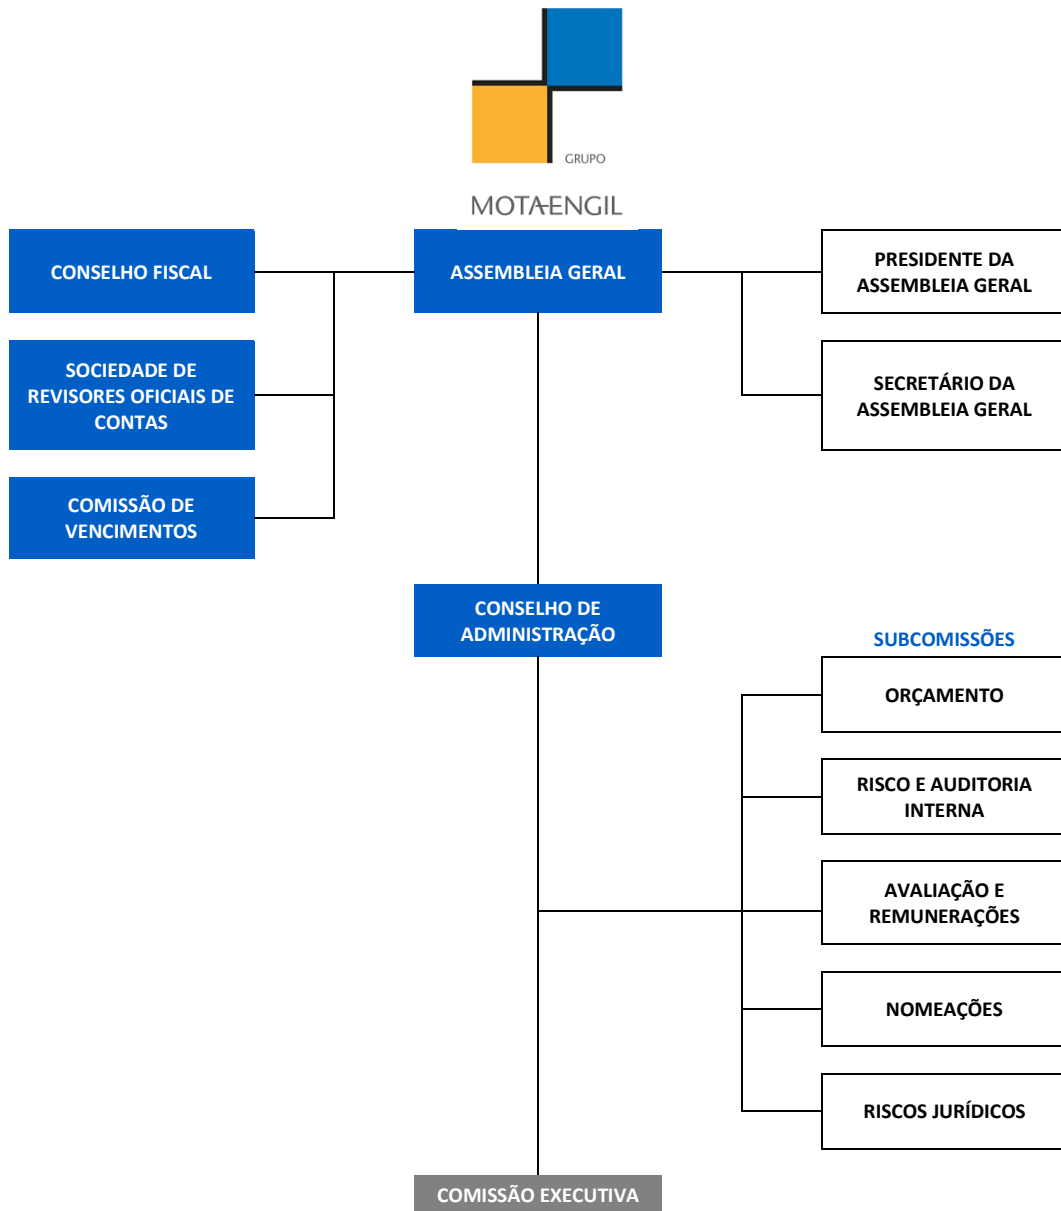 GRUPO
MOTA-ENGIL
CONSELHO FISCAL
ASSEMBLEIA GERAL
PRESIDENTE DA
ASSEMBLEIA GERAL
SOCIEDADE DE
REVISORES OFICIAIS DE
CONTAS
SECRETÁRIO DA
ASSEMBLEIA GERAL
COMISSÃO DE
VENCIMENTOS
CONSELHO DE
ADMINISTRAÇÃO
SUBCOMISSÕES
ORÇAMENTO
RISCO E AUDITORIA
INTERNA
AVALIAÇÃO E
REMUNERAÇÕES
NOMEAÇÕES
RISCOS JURÍDICOS
COMISSÃO EXECUTIVA